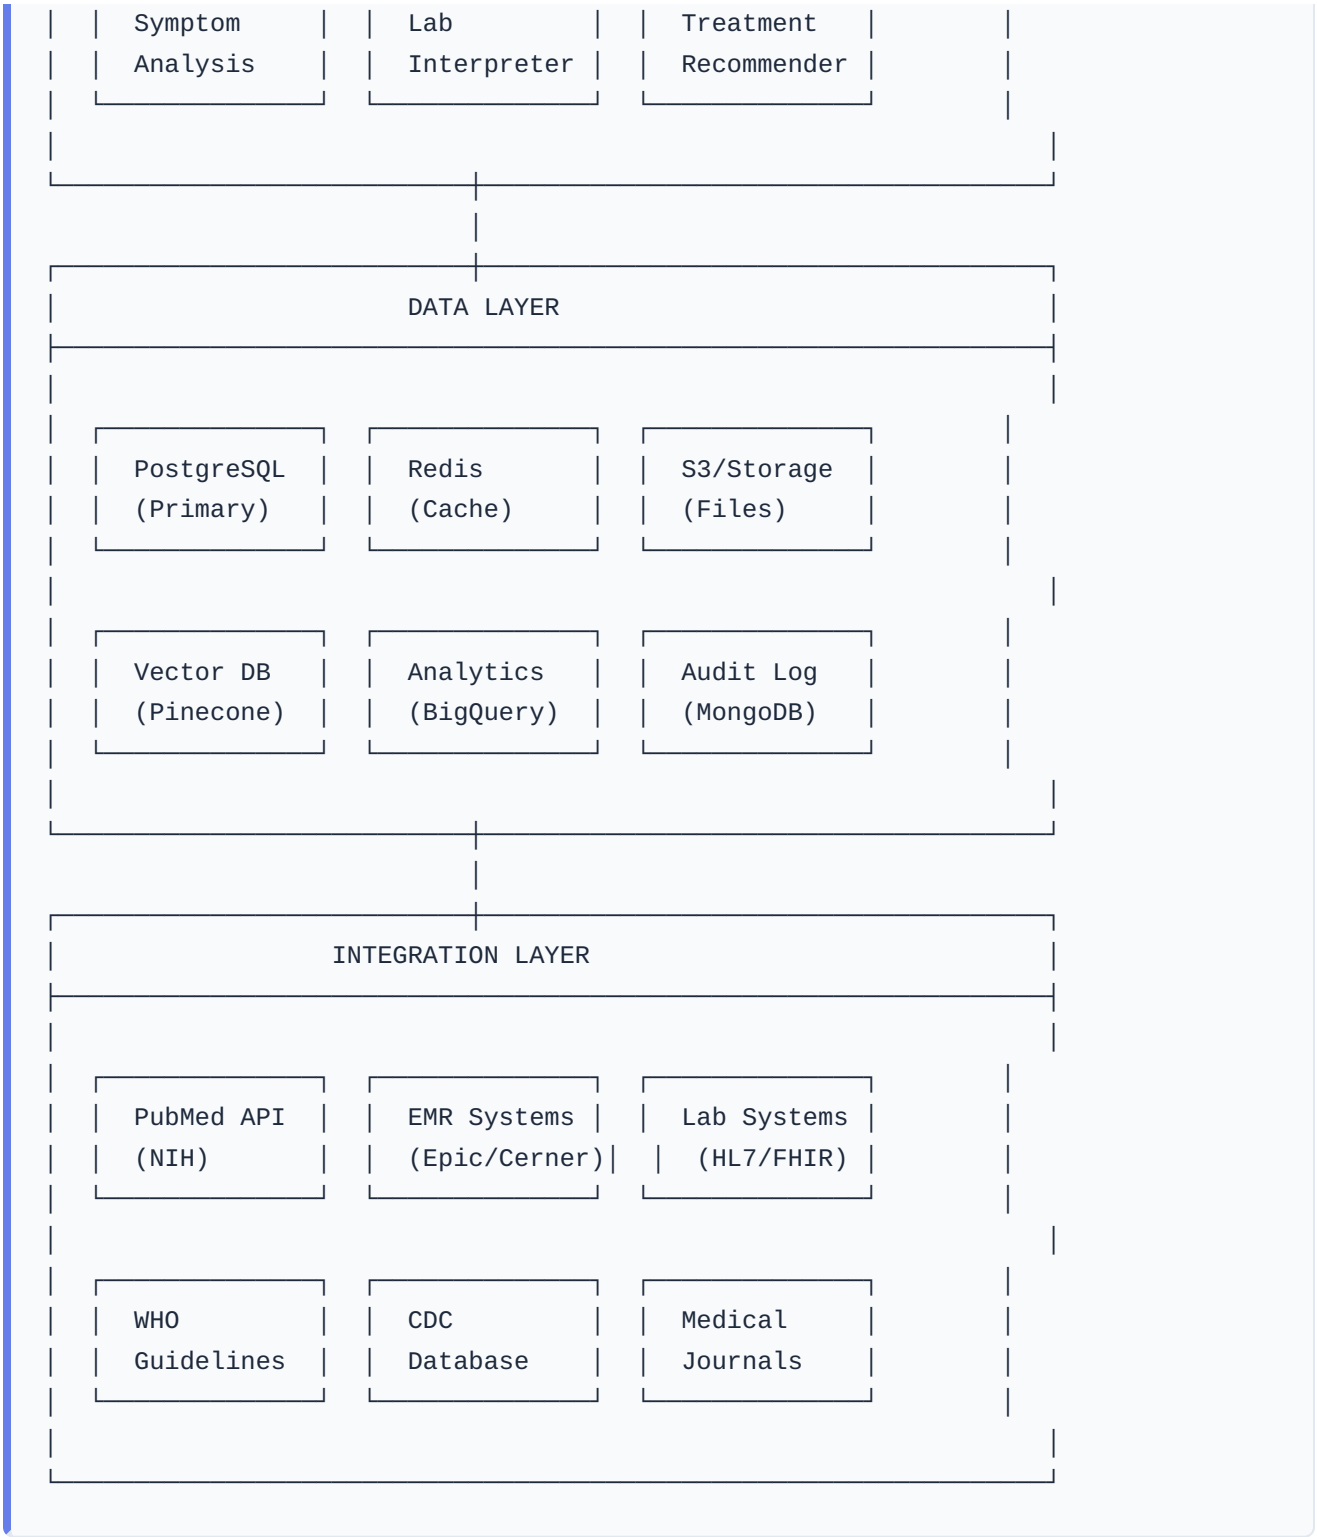 Symptom Lab Treatment
Analysis Interpreter Recommender
DATA LAYER
PostgreSQL Redis S3/Storage
(Primary) (Cache) (Files)
Vector DB Analytics Audit Log
(Pinecone) (BigQuery) (MongoDB)
INTEGRATION LAYER
PubMed API EMR Systems Lab Systems
(NIH) (Epic/Cerner) (HL7/FHIR)
WHO CDC Medical
Guidelines Database Journals